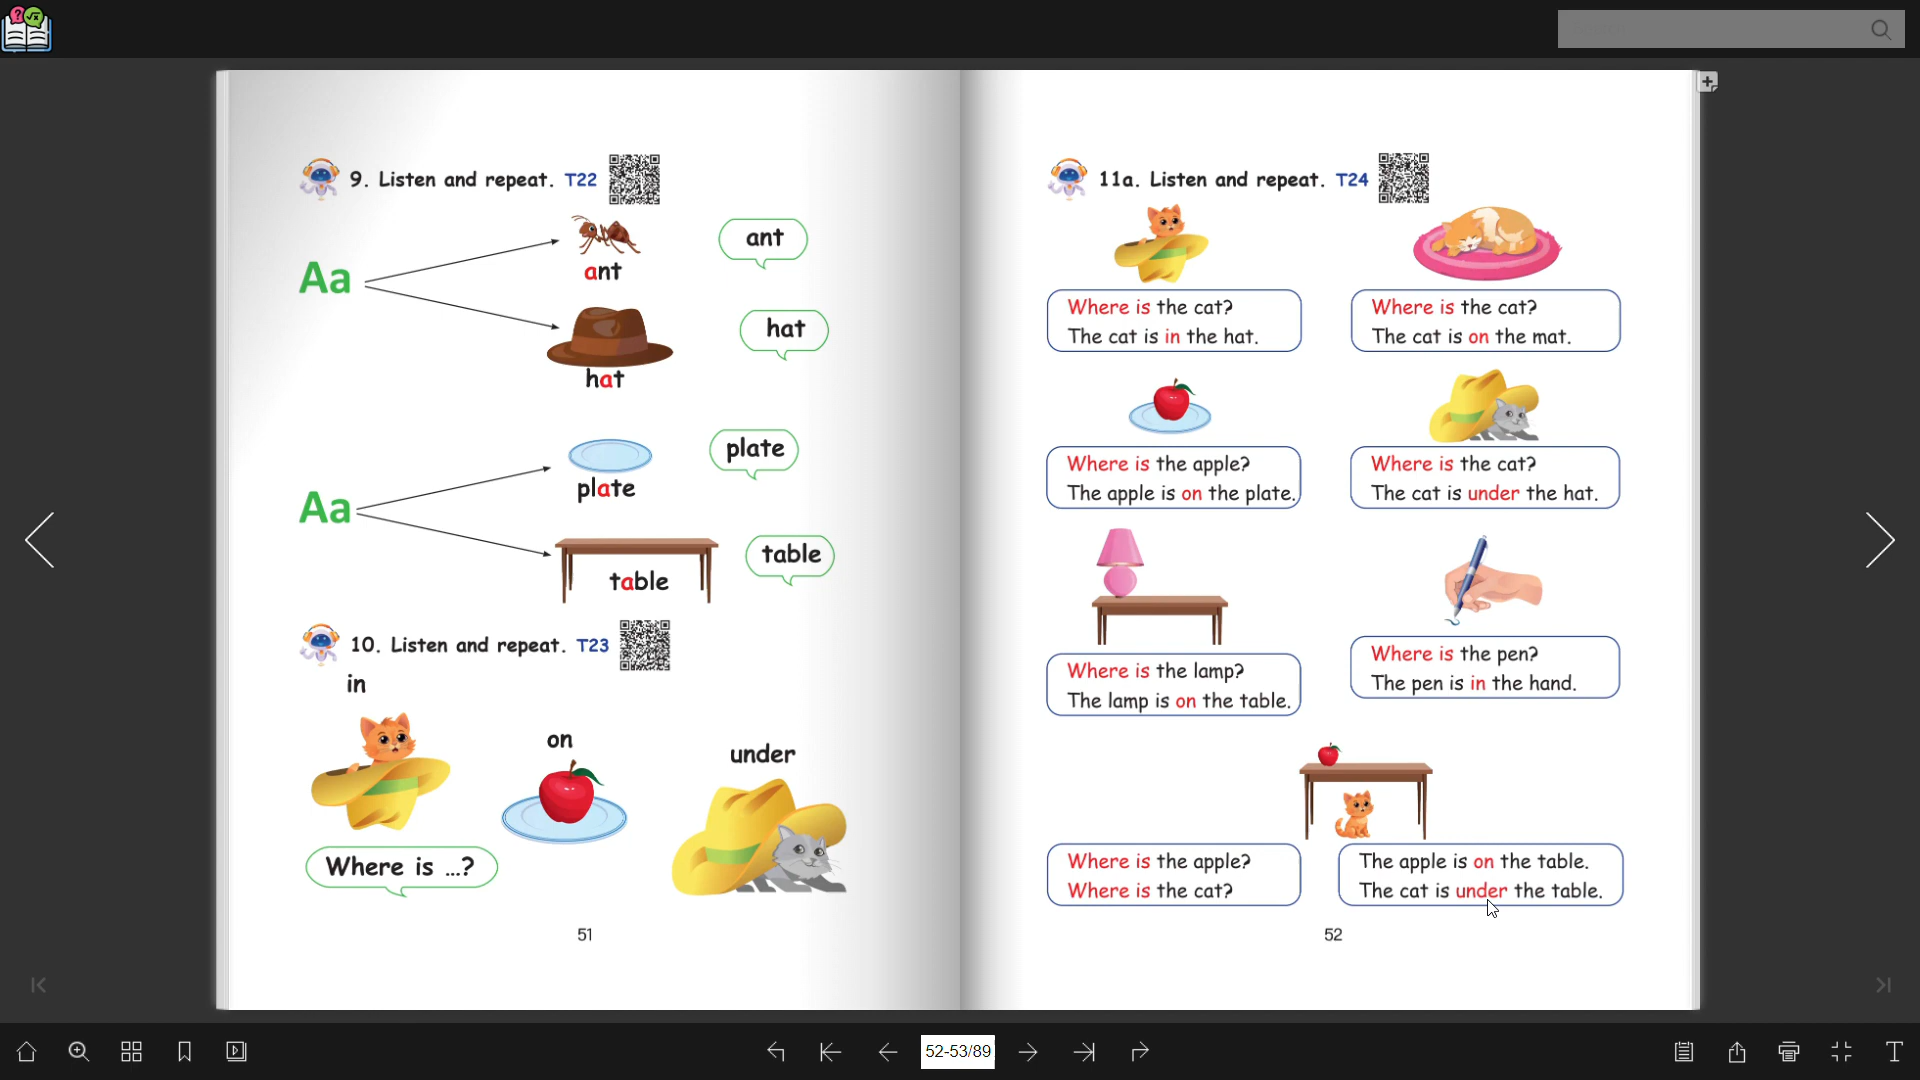 9. Listen and repeat. T22
Aa
ant
ant
hat
hat
Aa
plate
plate
table
table
10. Listen and repeat. T23
in
on
under
Where is ...?
51
11a. Listen and repeat. T24
Where is the cat?
The cat is in the hat.
Where is the cat?
The cat is on the mat.
Where is the apple?
The apple is on the plate.
Where is the cat?
The cat is under the hat.
Where is the lamp?
The lamp is on the table.
Where is the pen?
The pen is in the hand.
Where is the apple?
Where is the cat?
The apple is on the table.
The cat is under the table.
52
52-53/89